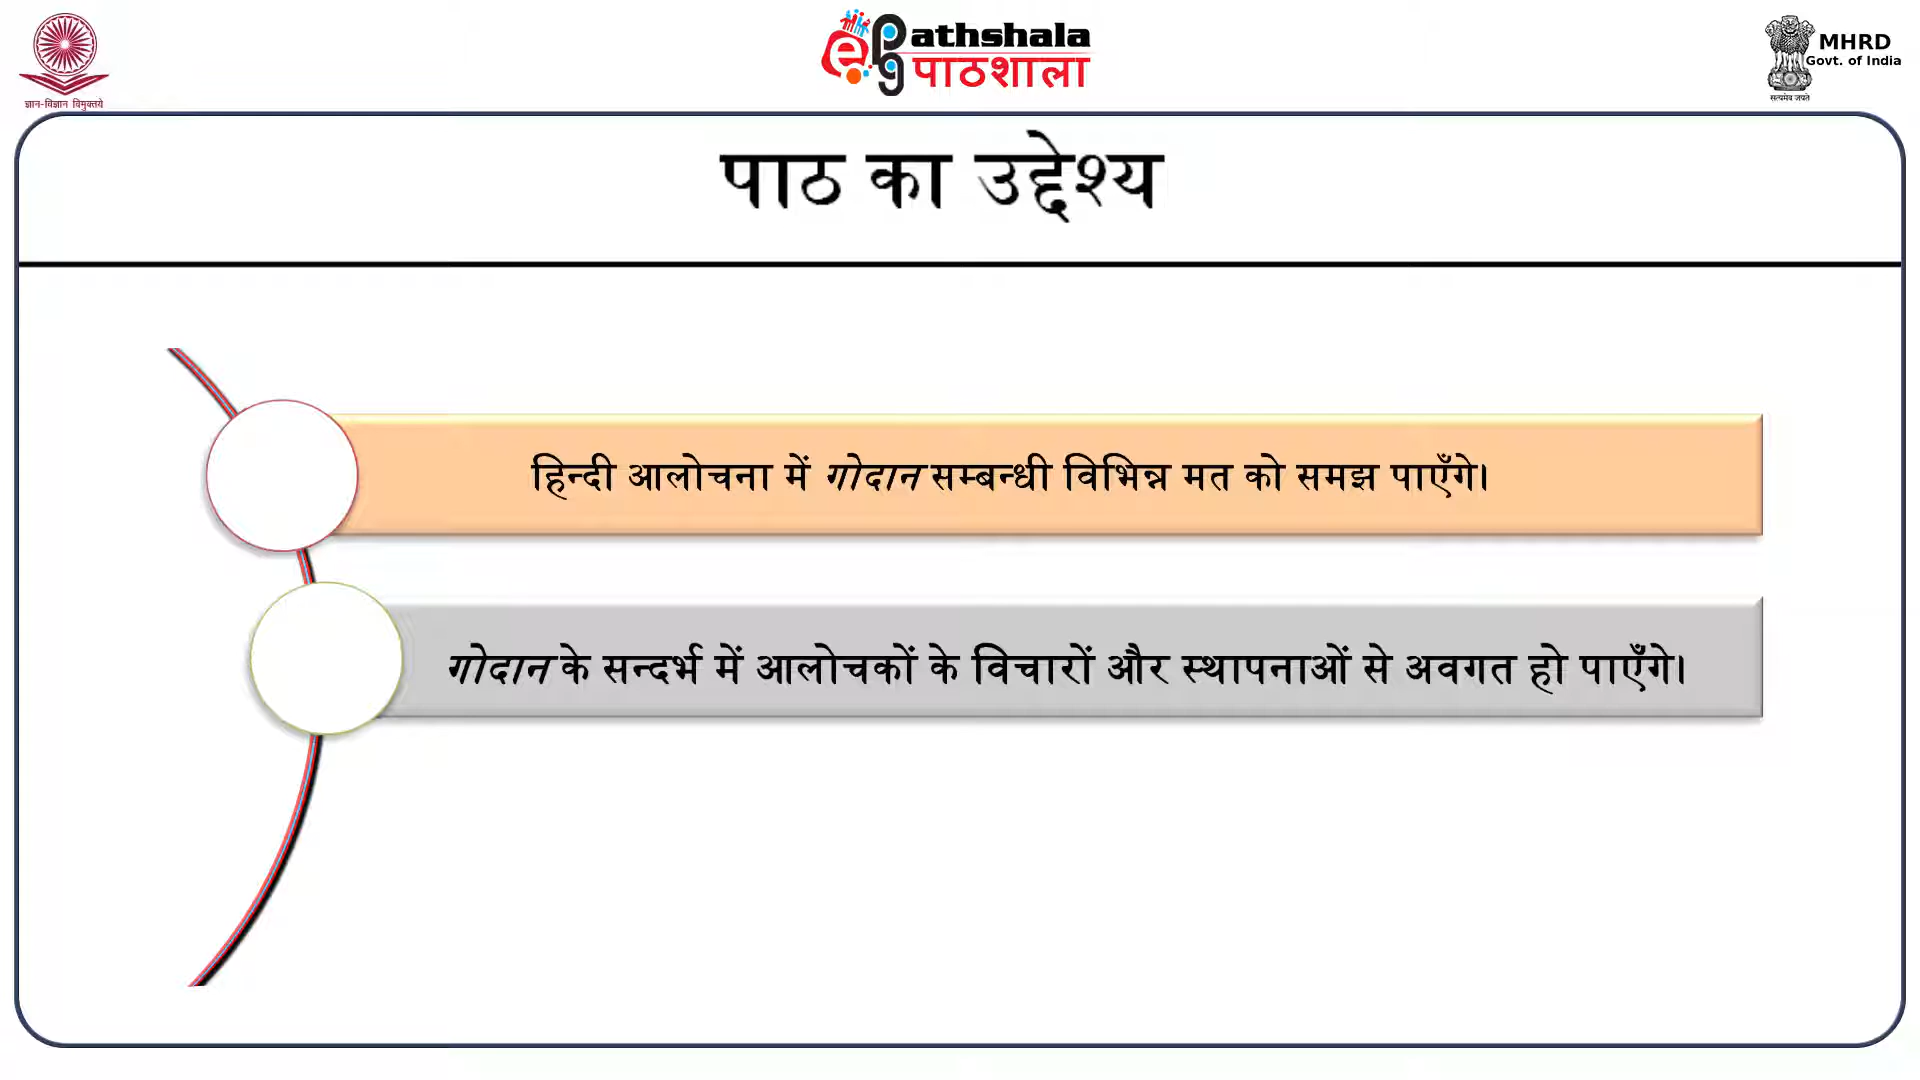 ज्ञान-विज्ञान विमुक्तये
e PG athshala
पाठशाला
MHRD
Govt. of India
सत्यमेव जयते
पाठ का उद्देश्य
हिन्दी आलोचना में गोदान सम्बन्धी विभिन्न मत को समझ पाएँगे।
गोदान के सन्दर्भ में आलोचकों के विचारों और स्थापनाओं से अवगत हो पाएँगे।